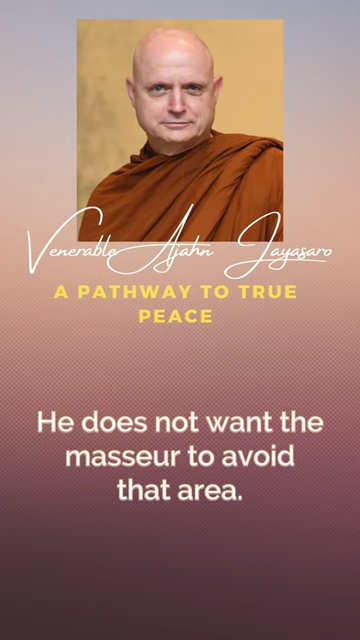 Venerable Ajahn Jayasaro
A PATHWAY TO TRUE
PEACE
He does not want the
masseur to avoid
that area.